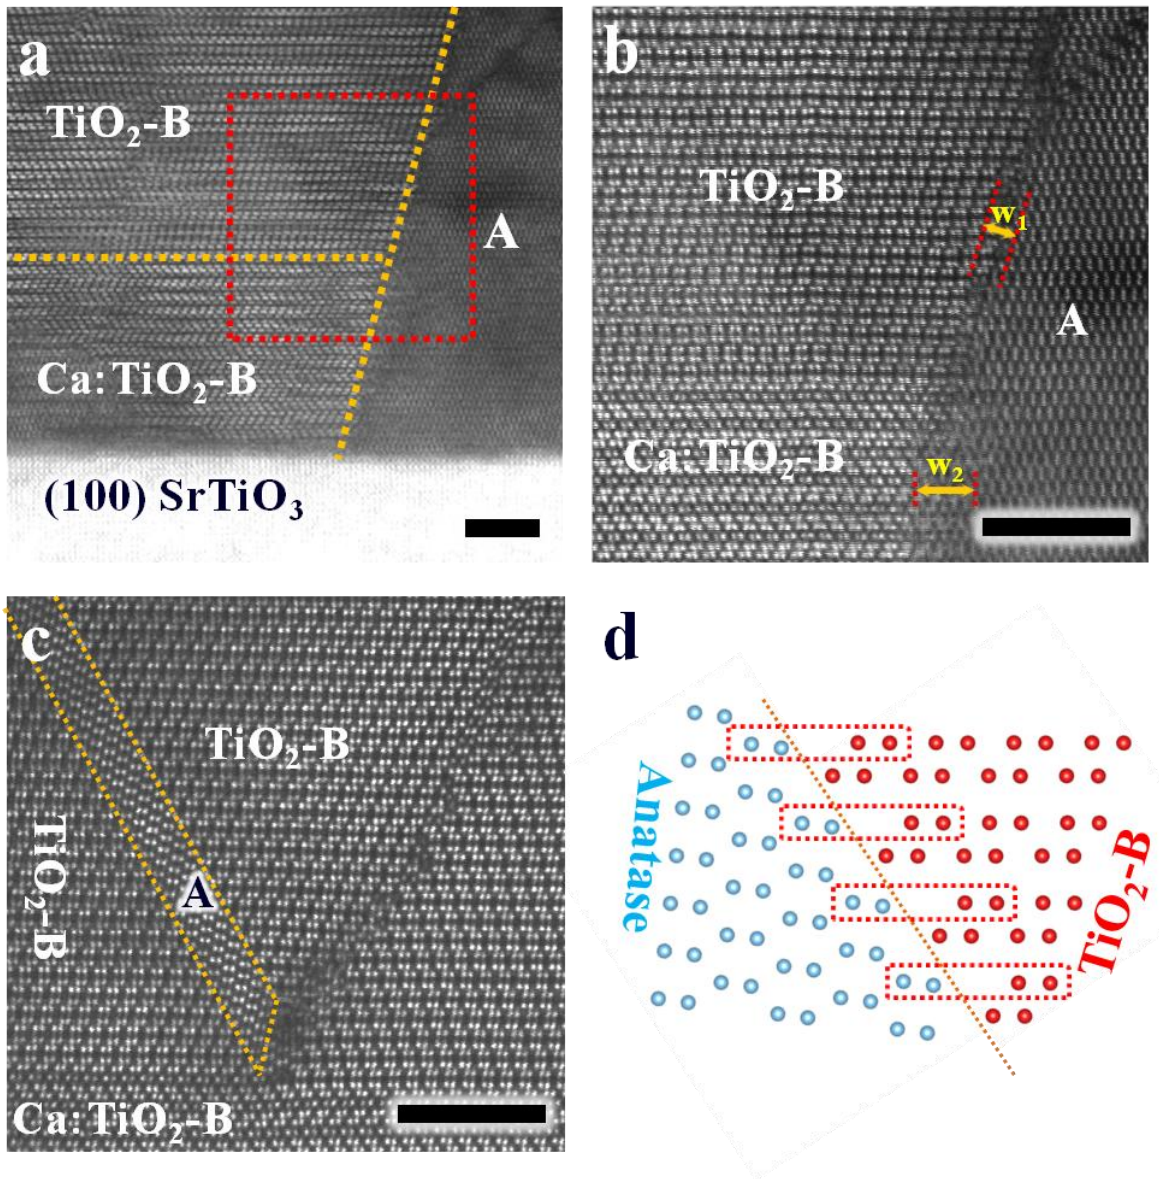 a
TiO₂-B
A
Ca:TiO₂-B
(100) SrTiO₃
b
TiO₂-B
w₁
A
Ca:TiO₂-B
w₂
c
TiO₂-B
TiO₂-B
A
Ca:TiO₂-B
d
Anatase
TiO₂-B